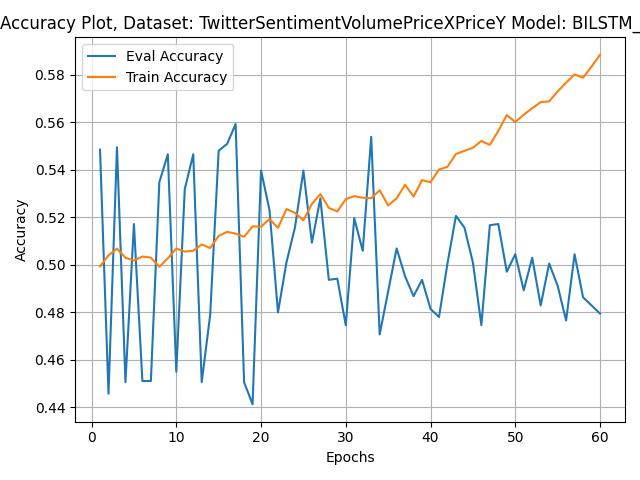 Accuracy Plot, Dataset: TwitterSentimentVolumePriceXPriceY Model: BILSTM_
Eval Accuracy
Train Accuracy
0.58
0.56
0.54
0.52
0.50
0.48
0.46
0.44
Accuracy
0 10 20 30 40 50 60
Epochs